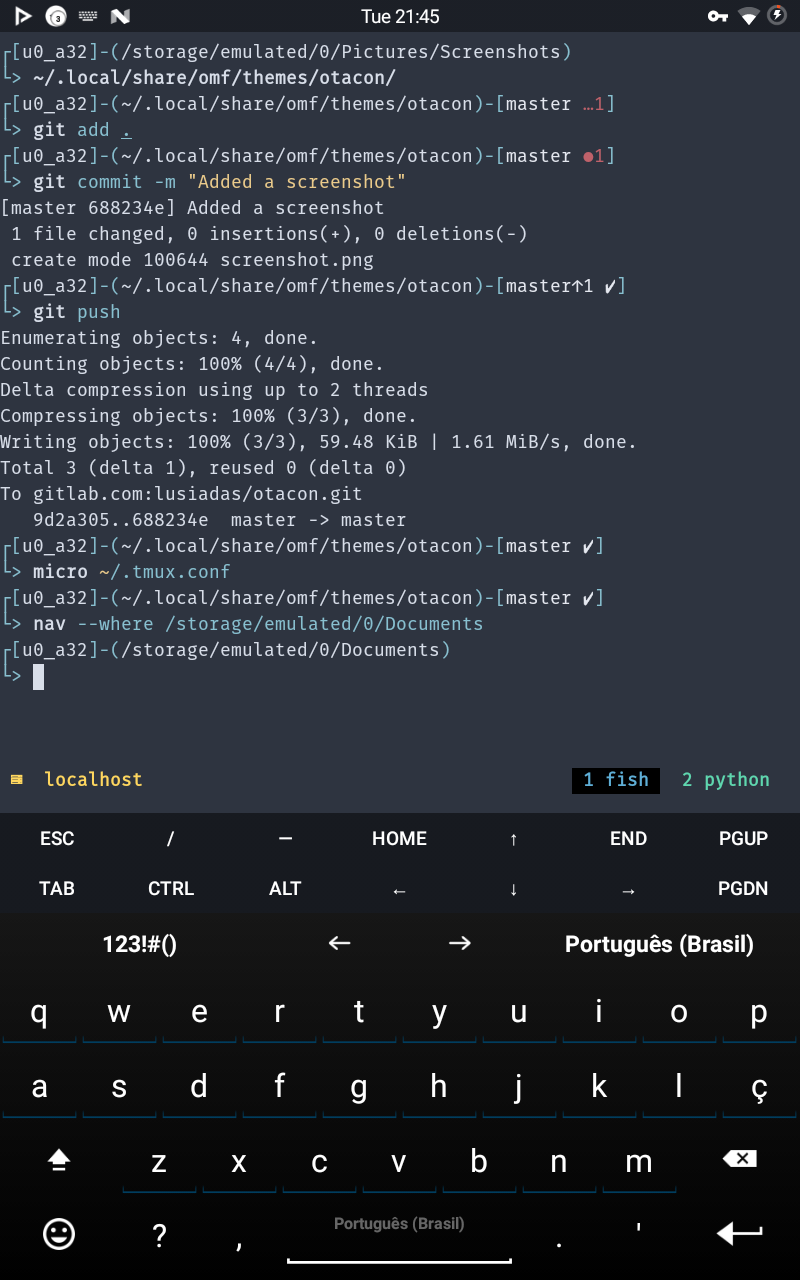 3 Tue 21:45
┌[u0_a32]-(/storage/emulated/0/Pictures/Screenshots)
└> ~/.local/share/omf/themes/otacon/
┌[u0_a32]-(~/.local/share/omf/themes/otacon)-[master …1]
└> git add .
┌[u0_a32]-(~/.local/share/omf/themes/otacon)-[master ●1]
└> git commit -m "Added a screenshot"
[master 688234e] Added a screenshot
 1 file changed, 0 insertions(+), 0 deletions(-)
 create mode 100644 screenshot.png
┌[u0_a32]-(~/.local/share/omf/themes/otacon)-[master↑1 ✔]
└> git push
Enumerating objects: 4, done.
Counting objects: 100% (4/4), done.
Delta compression using up to 2 threads
Compressing objects: 100% (3/3), done.
Writing objects: 100% (3/3), 59.48 KiB | 1.61 MiB/s, done.
Total 3 (delta 1), reused 0 (delta 0)
To gitlab.com:lusiadas/otacon.git
   9d2a305..688234e  master -> master
┌[u0_a32]-(~/.local/share/omf/themes/otacon)-[master ✔]
└> micro ~/.tmux.conf
┌[u0_a32]-(~/.local/share/omf/themes/otacon)-[master ✔]
└> nav --where /storage/emulated/0/Documents
┌[u0_a32]-(/storage/emulated/0/Documents)
└>
localhost 1 fish 2 python
ESC / — HOME ↑ END PGUP
TAB CTRL ALT ← ↓ → PGDN
123!#() ← → Português (Brasil)
q w e r t y u i o p
a s d f g h j k l ç
z x c v b n m
? , Português (Brasil) . '